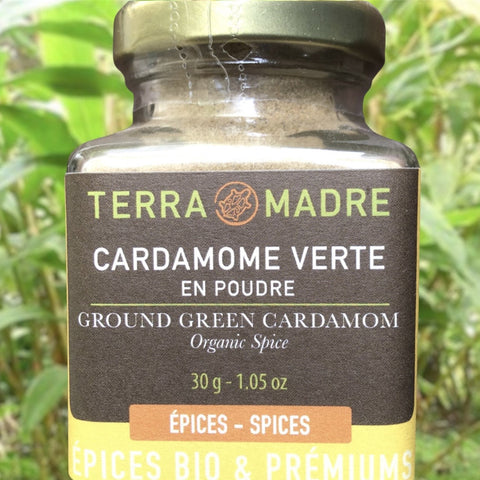 TERRA MADRE
CARDAMOME VERTE
EN POUDRE
GROUND GREEN CARDAMOM
Organic Spice
30 g - 1.05 oz
ÉPICES - SPICES
ÉPICES BIO & PRÉMIUMS